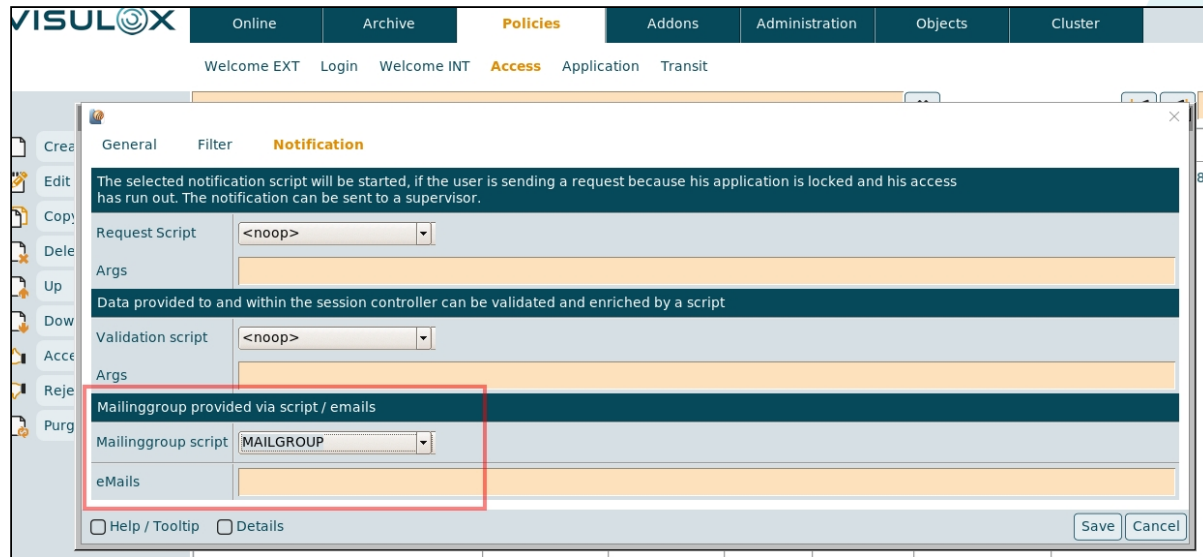 VISULOX
Online Archive Policies Addons Administration Objects Cluster
Welcome EXT Login Welcome INT Access Application Transit
General Filter Notification
Crea
Edit
Copy
Dele
Up
Dow
Acce
Reje
Purg
The selected notification script will be started, if the user is sending a request because his application is locked and his access
has run out. The notification can be sent to a supervisor.
Request Script <noop>
Args
Data provided to and within the session controller can be validated and enriched by a script
Validation script <noop>
Args
Mailinggroup provided via script / emails
Mailinggroup script MAILGROUP
eMails
Help / Tooltip Details Save Cancel